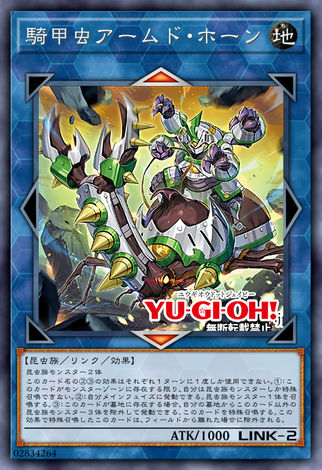 騎甲虫アームド・ホーン
地
ユウギオウドットジェイピー
YU-GI-OH!.jp
無断転載禁止
【昆虫族/リンク/効果】
昆虫族モンスター2体
このカード名の②③の効果はそれぞれ1ターンに1度しか使用できない。①:こ
のカードがモンスターゾーンに存在する限り、自分は昆虫族モンスターしか特殊
召喚できない。②:自分メインフェイズに発動できる。昆虫族モンスター1体を召
喚する。③:このカードが墓地に存在する場合、自分の墓地からこのカード以外の
昆虫族モンスター3体を除外して発動できる。このカードを特殊召喚する。この効
果で特殊召喚したこのカードは、フィールドから離れた場合に除外される。
ATK/1000 LINK-2
02834264